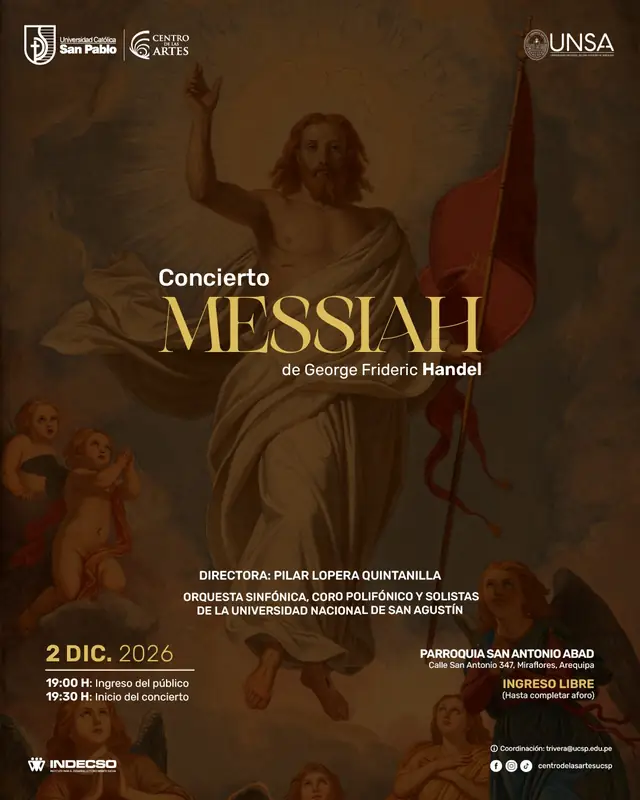 Universidad Católica
San Pablo
CENTRO
DE LAS
ARTES
UNSA
Concierto
MESSIAH
de George Frideric Handel
DIRECTORA: PILAR LOPERA QUINTANILLA
ORQUESTA SINFÓNICA, CORO POLIFÓNICO Y SOLISTAS
DE LA UNIVERSIDAD NACIONAL DE SAN AGUSTÍN
2 DIC. 2026
19:00 H: Ingreso del público
19:30 H: Inicio del concierto
PARROQUIA SAN ANTONIO ABAD
Calle San Antonio 347, Miraflores, Arequipa
INGRESO LIBRE
(Hasta completar aforo)
Coordinación: trivera@ucsp.edu.pe
centrodelasartesucsp
INDECSO